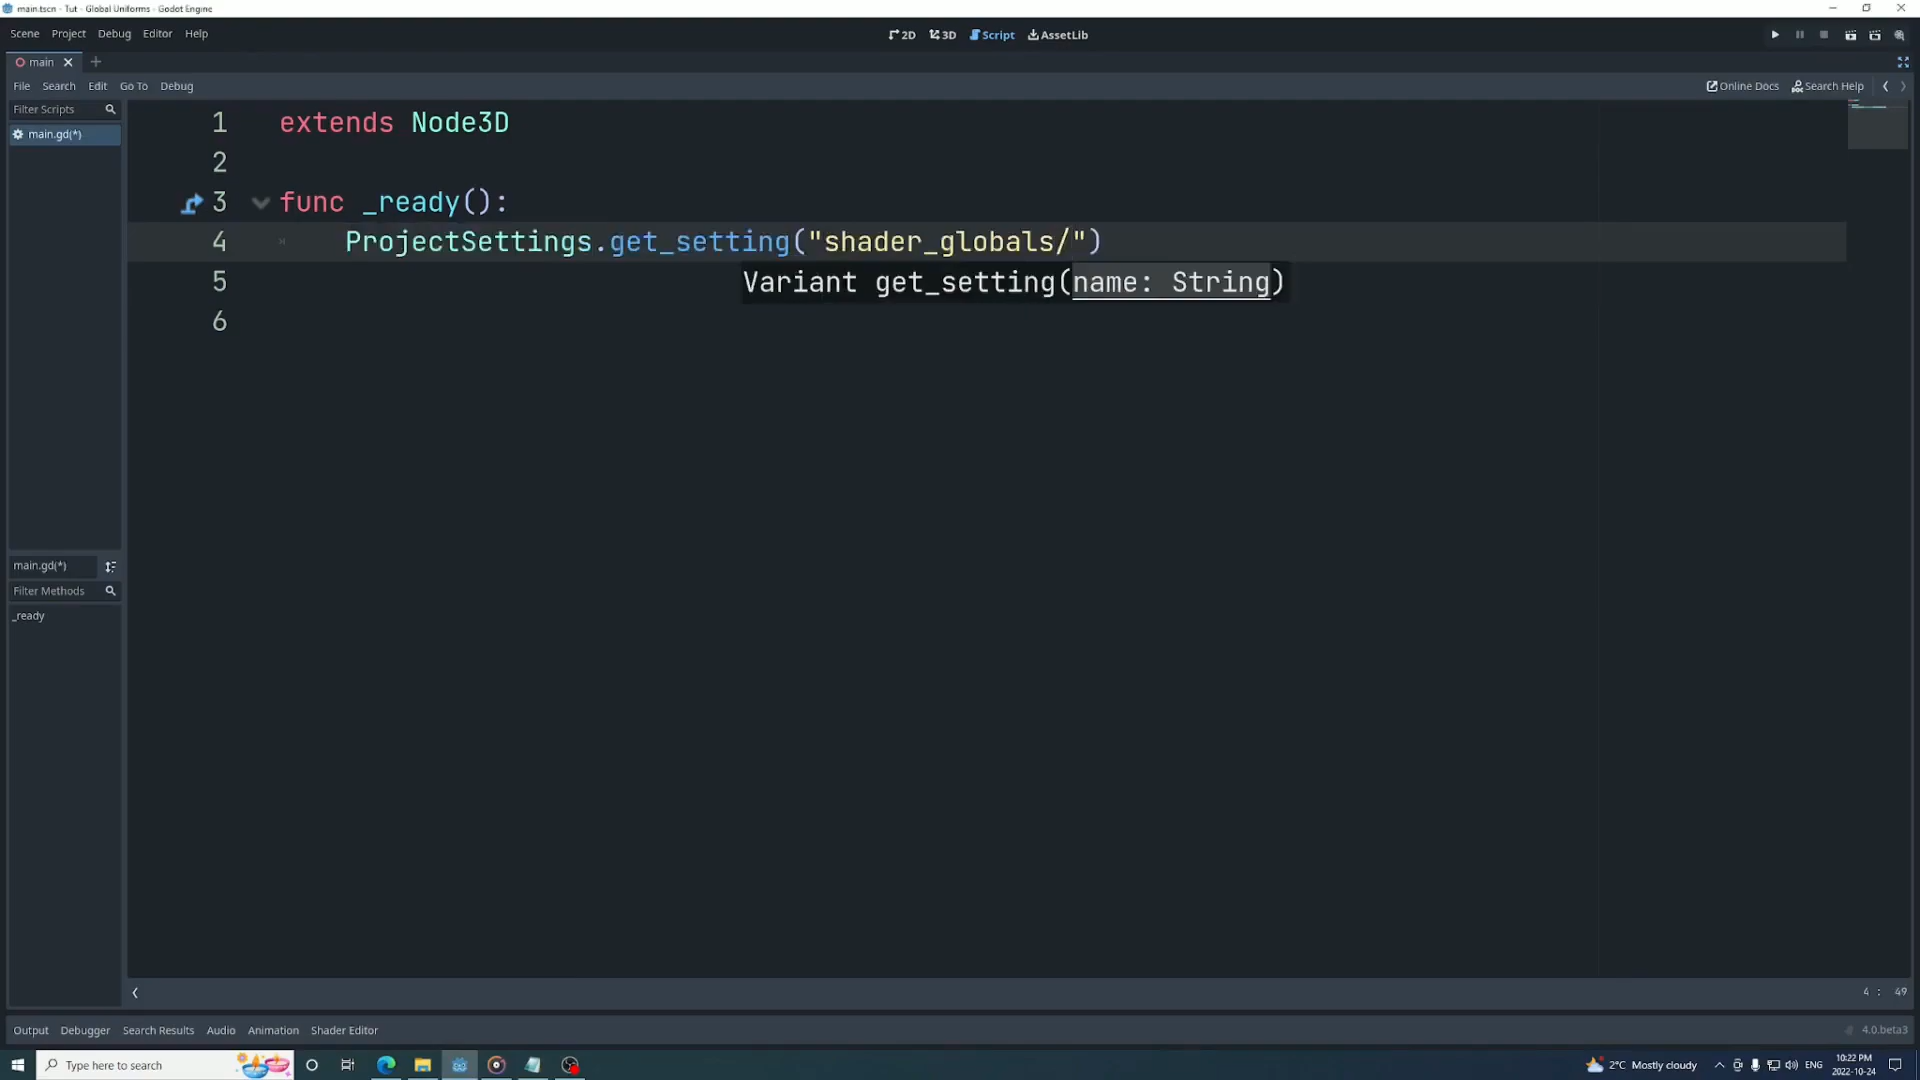 main.tscn - Tut - Global Uniforms - Godot Engine
Scene Project Debug Editor Help
2D 3D Script AssetLib
main
File Search Edit Go To Debug
Online Docs Search Help
Filter Scripts
main.gd(*)
1 extends Node3D
2
3 func _ready():
4 ProjectSettings.get_setting("shader_globals/")
Variant get_setting(name: String)
5
6
main.gd(*)
Filter Methods
_ready
4 : 49
Output Debugger Search Results Audio Animation Shader Editor
4.0.beta3
Type here to search
2°C Mostly cloudy
ENG
10:22 PM
2022-10-24